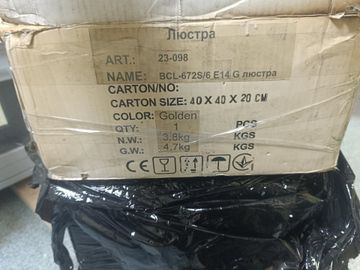 Люстра
ART.: 23-098
NAME: BCL-672S/6 E14 G люстра
CARTON/NO:
CARTON SIZE: 40 X 40 X 20 CM
COLOR: Golden
QTY: 1 PCS
N.W.: 3,8kg KGS
G.W.: 4,7kg KGS